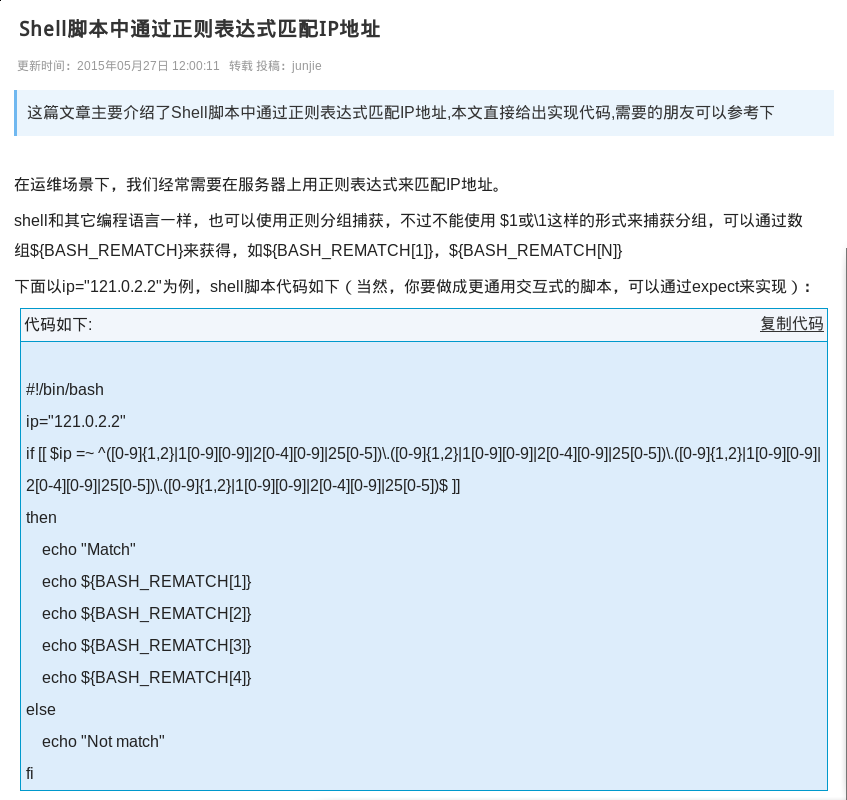 Shell脚本中通过正则表达式匹配IP地址
更新时间：2015年05月27日 12:00:11 转载 投稿：junjie
这篇文章主要介绍了Shell脚本中通过正则表达式匹配IP地址,本文直接给出实现代码,需要的朋友可以参考下
在运维场景下，我们经常需要在服务器上用正则表达式来匹配IP地址。
shell和其它编程语言一样，也可以使用正则分组捕获，不过不能使用 $1或\1这样的形式来捕获分组，可以通过数
组${BASH_REMATCH}来获得，如${BASH_REMATCH[1]}，${BASH_REMATCH[N]}
下面以ip="121.0.2.2"为例，shell脚本代码如下（当然，你要做成更通用交互式的脚本，可以通过expect来实现）：
代码如下: 复制代码
#!/bin/bash
ip="121.0.2.2"
if [[ $ip =~ ^([0-9]{1,2}|1[0-9][0-9]|2[0-4][0-9]|25[0-5])\.([0-9]{1,2}|1[0-9][0-9]|2[0-4][0-9]|25[0-5])\.([0-9]{1,2}|1[0-9][0-9]|
2[0-4][0-9]|25[0-5])\.([0-9]{1,2}|1[0-9][0-9]|2[0-4][0-9]|25[0-5])$ ]]
then
    echo "Match"
    echo ${BASH_REMATCH[1]}
    echo ${BASH_REMATCH[2]}
    echo ${BASH_REMATCH[3]}
    echo ${BASH_REMATCH[4]}
else
    echo "Not match"
fi